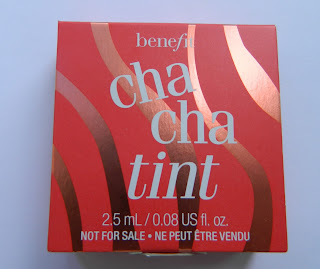 benefit
cha
cha
tint
2.5 mL / 0.08 US fl. oz.
NOT FOR SALE • NE PEUT ÊTRE VENDU